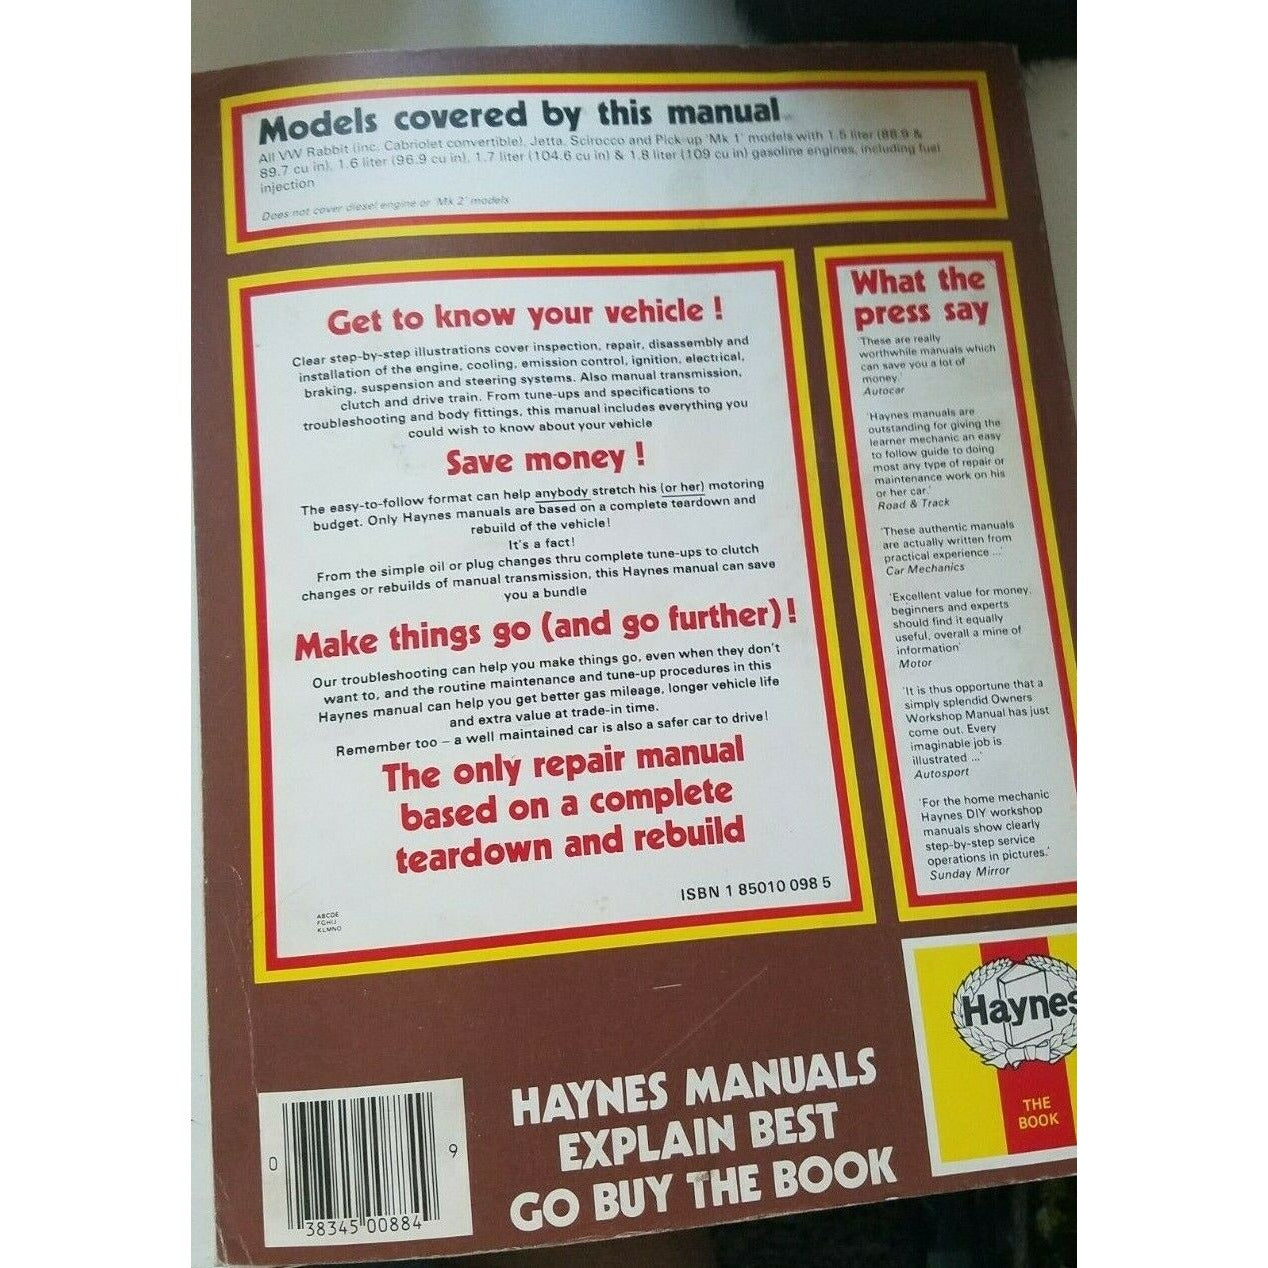 Models covered by this manual
All VW Rabbit (inc. Cabriolet convertible), Jetta, Scirocco and Pick-up 'Mk 1' models with 1.5 liter (88.9 &
89.7 cu in), 1.6 liter (96.9 cu in), 1.7 liter (104.6 cu in) & 1.8 liter (109 cu in) gasoline engines, including fuel
injection
Does not cover diesel engine or 'Mk 2' models
Get to know your vehicle !
Clear step-by-step illustrations cover inspection, repair, disassembly and
installation of the engine, cooling, emission control, ignition, electrical,
braking, suspension and steering systems. Also manual transmission,
clutch and drive train. From tune-ups and specifications to
troubleshooting and body fittings, this manual includes everything you
could wish to know about your vehicle
Save money !
The easy-to-follow format can help anybody stretch his (or her) motoring
budget. Only Haynes manuals are based on a complete teardown and
rebuild of the vehicle!
It's a fact!
From the simple oil or plug changes thru complete tune-ups to clutch
changes or rebuilds of manual transmission, this Haynes manual can save
you a bundle
Make things go (and go further) !
Our troubleshooting can help you make things go, even when they don't
want to, and the routine maintenance and tune-up procedures in this
Haynes manual can help you get better gas mileage, longer vehicle life
and extra value at trade-in time.
Remember too – a well maintained car is also a safer car to drive!
The only repair manual
based on a complete
teardown and rebuild
ISBN 1 85010 098 5
ABCDE
FGHIJ
KLMNO
What the
press say
'These are really
worthwhile manuals which
can save you a lot of
money.'
Autocar
'Haynes manuals are
outstanding for giving the
learner mechanic an easy
to follow guide to doing
most any type of repair or
maintenance work on his
or her car.'
Road & Track
'These authentic manuals
are actually written from
practical experience ...'
Car Mechanics
'Excellent value for money,
beginners and experts
should find it equally
useful, overall a mine of
information'
Motor
'It is thus opportune that a
simply splendid Owners
Workshop Manual has just
come out. Every
imaginable job is
illustrated ...'
Autosport
'For the home mechanic
Haynes DIY workshop
manuals show clearly
step-by-step service
operations in pictures.'
Sunday Mirror
Haynes
THE
BOOK
HAYNES MANUALS
EXPLAIN BEST
GO BUY THE BOOK
0 38345 00884 9